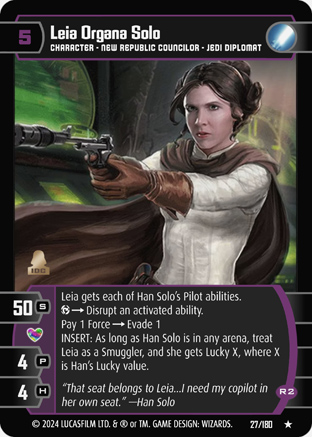 5
Leia Organa Solo
CHARACTER • NEW REPUBLIC COUNCILOR • JEDI DIPLOMAT
50 S
4 P
4 H
Leia gets each of Han Solo's Pilot abilities.
→ Disrupt an activated ability.
Pay 1 Force → Evade 1
INSERT: As long as Han Solo is in any arena, treat
Leia as a Smuggler, and she gets Lucky X, where X
is Han's Lucky value.
“That seat belongs to Leia...I need my copilot in
her own seat.” —Han Solo
R2
© 2024 LUCASFILM LTD. & ® or TM. GAME DESIGN: WIZARDS.
27/180